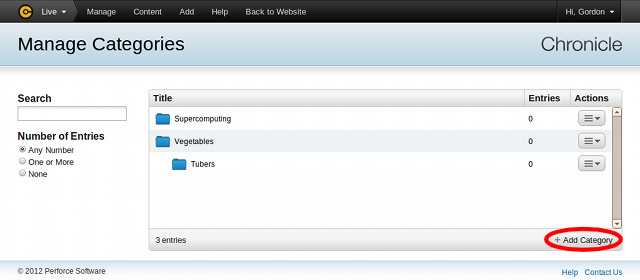 Live Manage Content Add Help Back to Website Hi, Gordon
Manage Categories Chronicle
Search
Number of Entries
Any Number
One or More
None
Title Entries Actions
Supercomputing 0
Vegetables 0
Tubers 0
3 entries + Add Category
© 2012 Perforce Software Help Contact Us